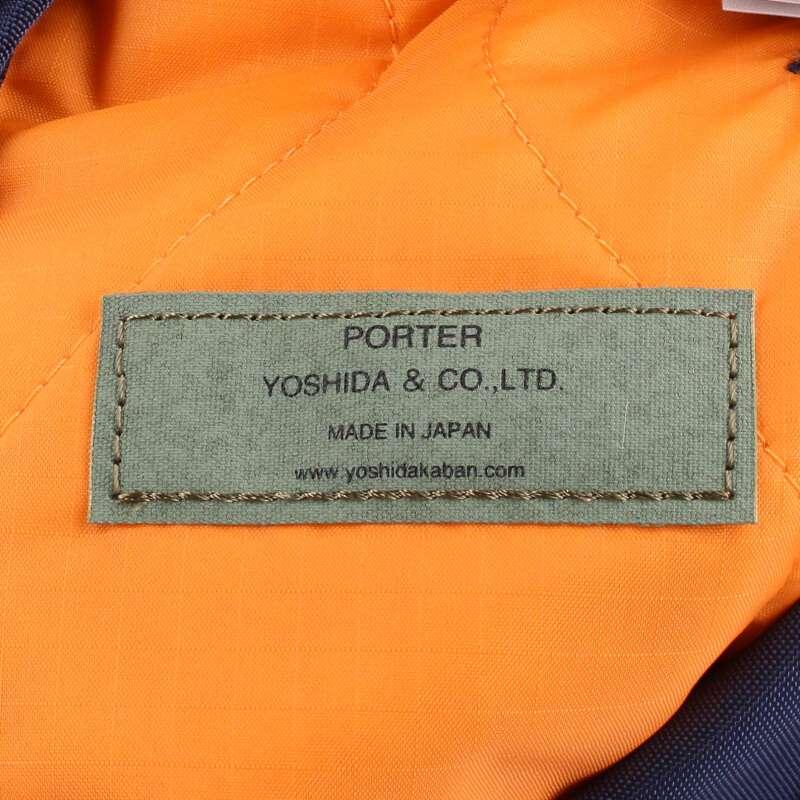 PORTER
YOSHIDA & CO.,LTD.
MADE IN JAPAN
www.yoshidakaban.com